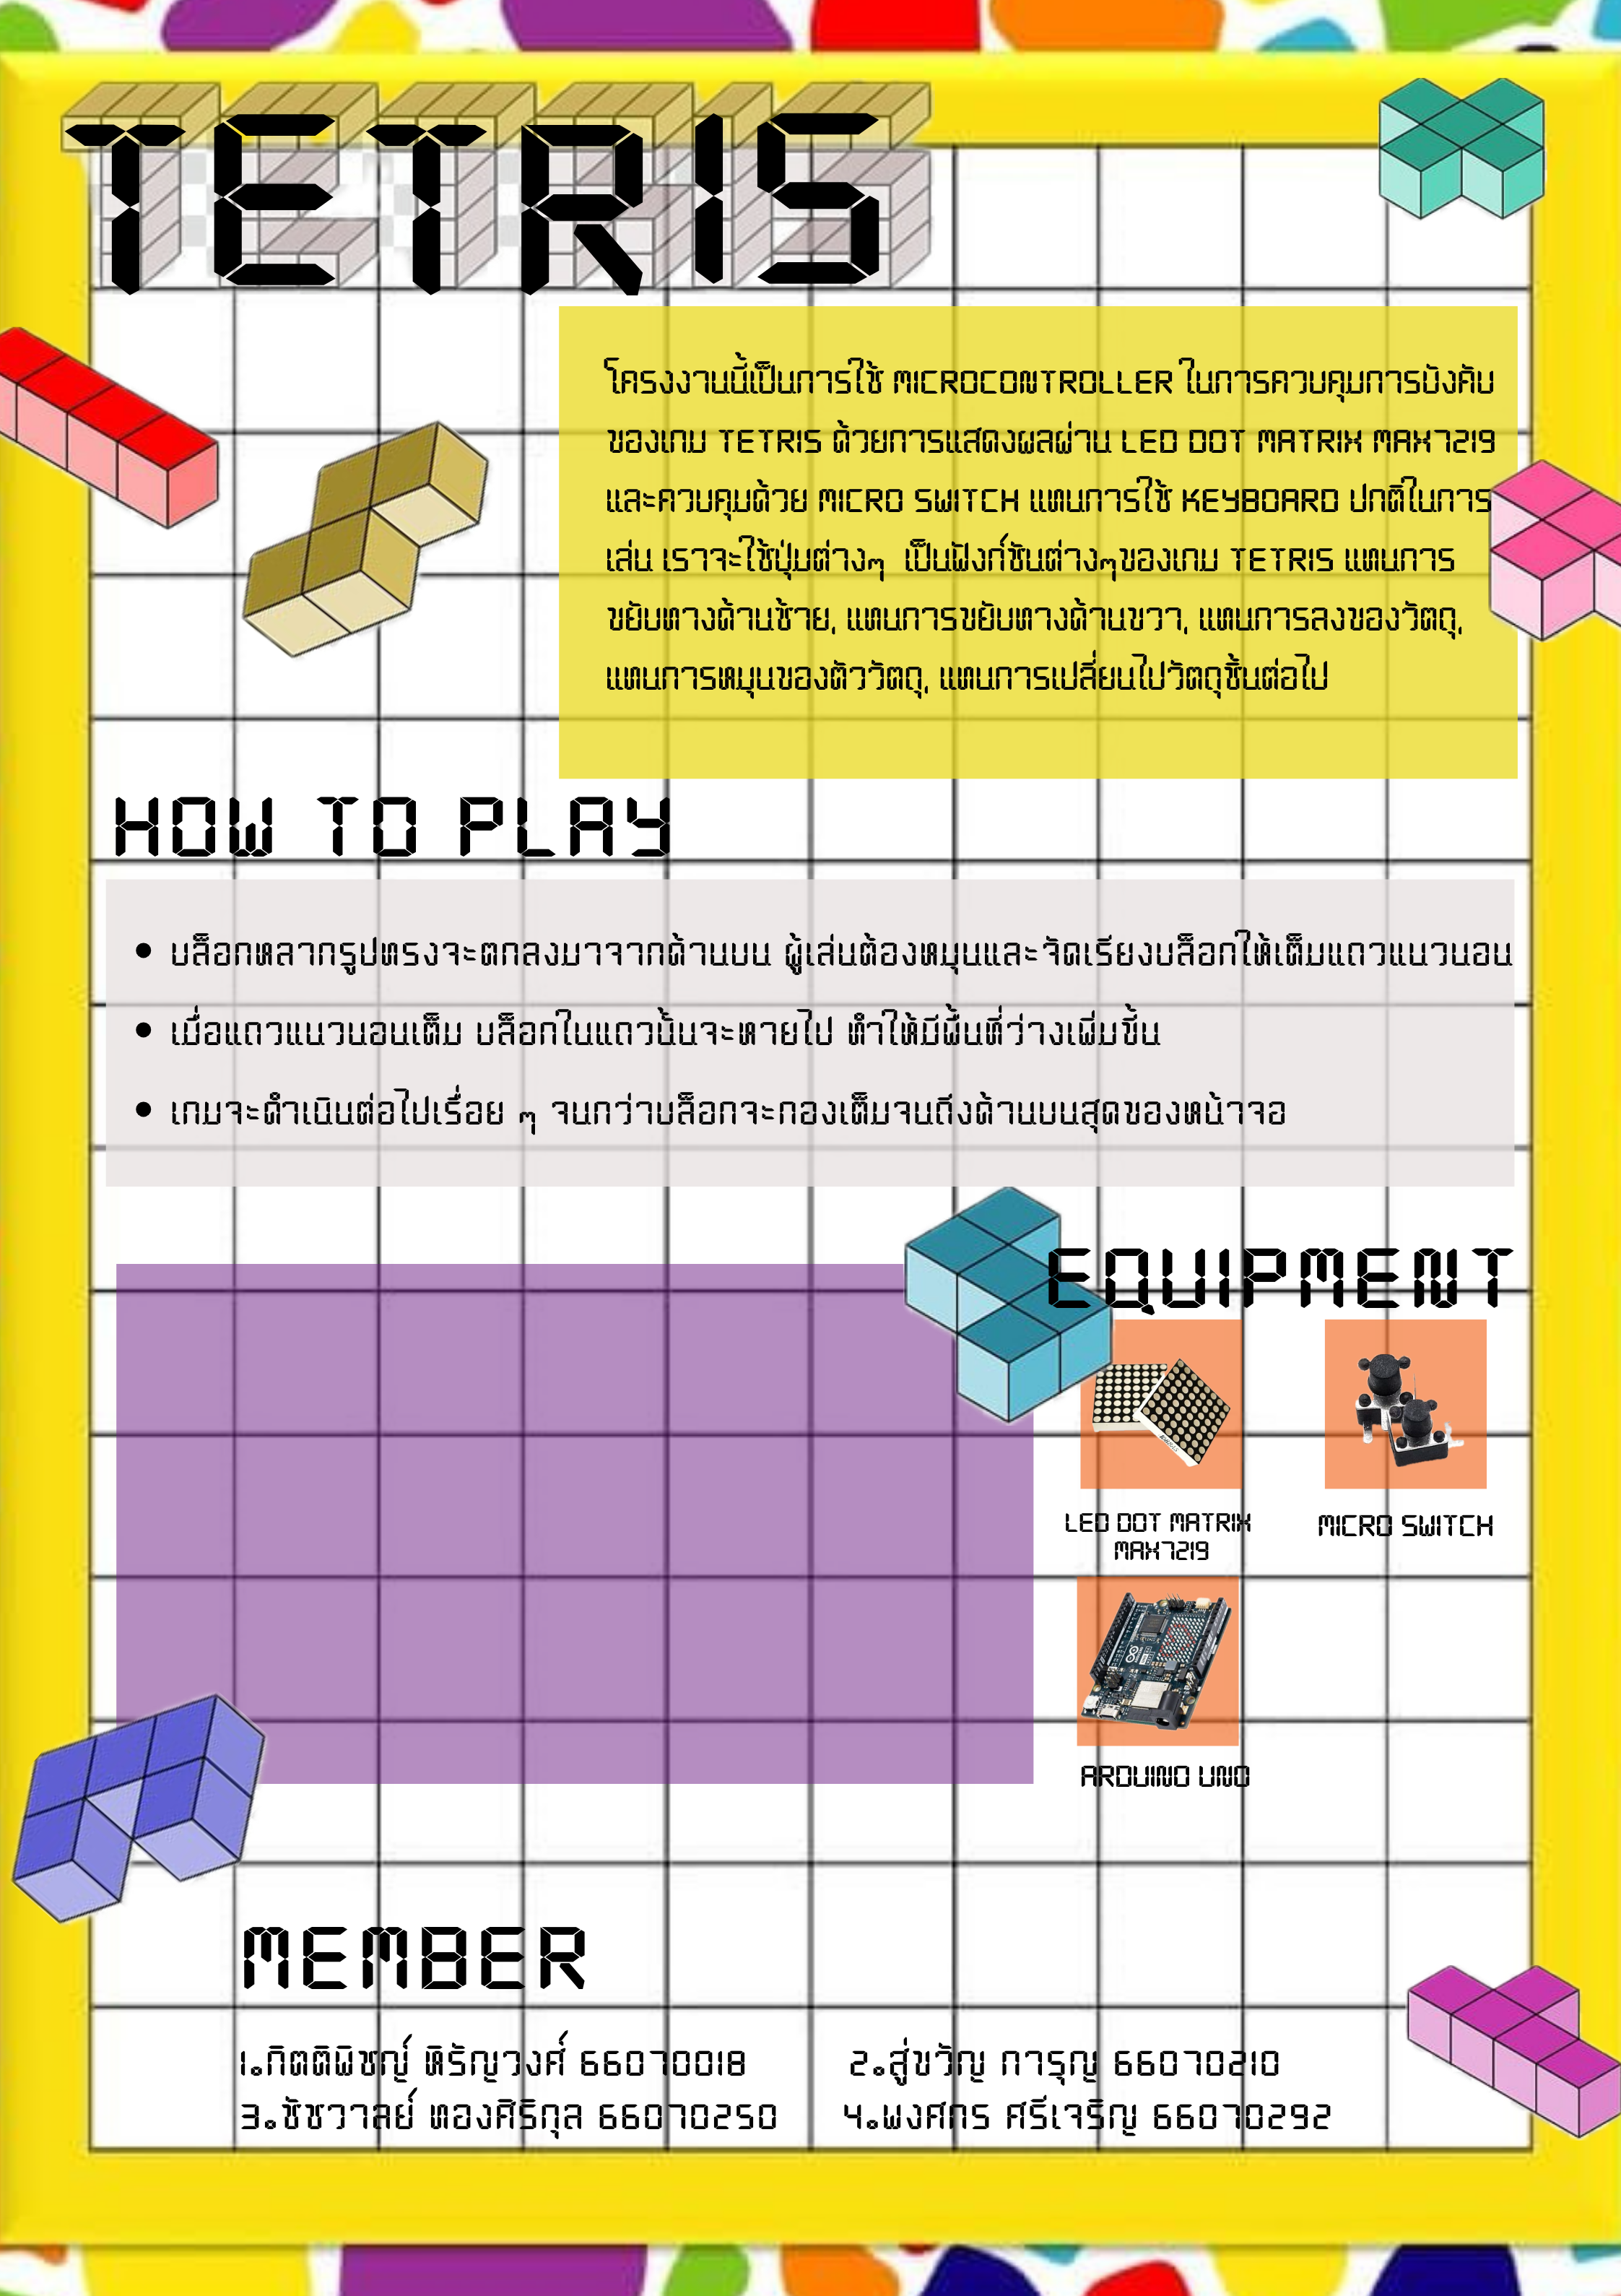 TETRIS
โครงงานนี้เป็นการใช้ MICROCONTROLLER ในการควบคุมการบังคับ
ของเกม TETRIS ด้วยการแสดงผลผ่าน LED DOT MATRIX MAX7219
และควบคุมด้วย MICRO SWITCH แทนการใช้ KEYBOARD ปกติในการ
เล่น เราจะใช้ปุ่มต่างๆ เป็นฟังก์ชันต่างๆของเกม TETRIS แทนการ
ขยับทางด้านซ้าย, แทนการขยับทางด้านขวา, แทนการลงของวัตถุ,
แทนการหมุนของตัววัตถุ, แทนการเปลี่ยนไปวัตถุชิ้นต่อไป
HOW TO PLAY
• บล็อกหลากรูปทรงจะตกลงมาจากด้านบน ผู้เล่นต้องหมุนและจัดเรียงบล็อกให้เต็มแถวแนวนอน
• เมื่อแถวแนวนอนเต็ม บล็อกในแถวนั้นจะหายไป ทำให้มีพื้นที่ว่างเพิ่มขึ้น
• เกมจะดำเนินต่อไปเรื่อย ๆ จนกว่าบล็อกจะกองเต็มจนถึงด้านบนสุดของหน้าจอ
EQUIPMENT
LED DOT MATRIX
MAX7219
MICRO SWITCH
ARDUINO UNO
MEMBER
1.กิตติพิชญ์ หิรัญวงศ์ 66070018
2.สู่ขวัญ การุญ 66070210
3.ชัชวาลย์ ทองศิริกุล 66070250
4.พงศกร ศรีเจริญ 66070292